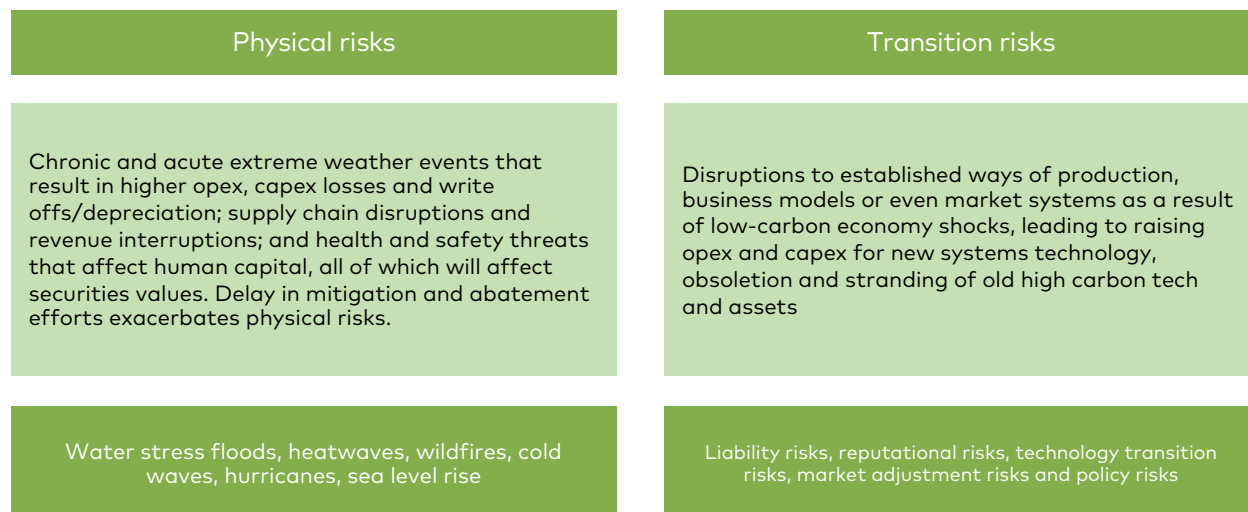 Physical risks
Transition risks
Chronic and acute extreme weather events that
result in higher opex, capex losses and write
offs/depreciation; supply chain disruptions and
revenue interruptions; and health and safety threats
that affect human capital, all of which will affect
securities values. Delay in mitigation and abatement
efforts exacerbates physical risks.
Disruptions to established ways of production,
business models or even market systems as a result
of low-carbon economy shocks, leading to raising
opex and capex for new systems technology,
obsoletion and stranding of old high carbon tech
and assets
Water stress floods, heatwaves, wildfires, cold
waves, hurricanes, sea level rise
Liability risks, reputational risks, technology transition
risks, market adjustment risks and policy risks